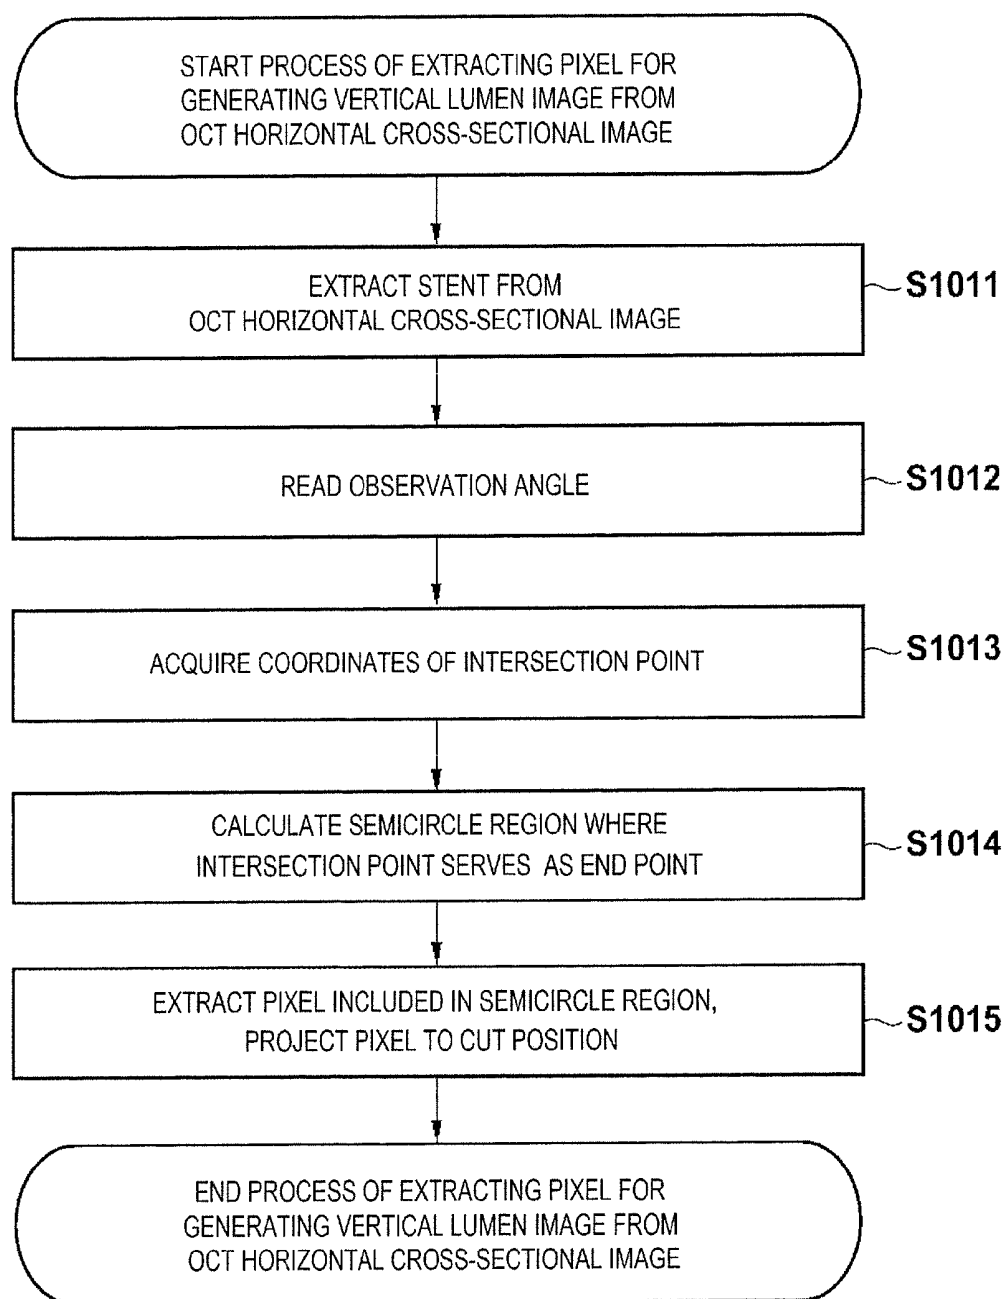 START PROCESS OF EXTRACTING PIXEL FOR
GENERATING VERTICAL LUMEN IMAGE FROM
OCT HORIZONTAL CROSS-SECTIONAL IMAGE
EXTRACT STENT FROM
OCT HORIZONTAL CROSS-SECTIONAL IMAGE
S1011
READ OBSERVATION ANGLE
S1012
ACQUIRE COORDINATES OF INTERSECTION POINT
S1013
CALCULATE SEMICIRCLE REGION WHERE
INTERSECTION POINT SERVES AS END POINT
S1014
EXTRACT PIXEL INCLUDED IN SEMICIRCLE REGION,
PROJECT PIXEL TO CUT POSITION
S1015
END PROCESS OF EXTRACTING PIXEL FOR
GENERATING VERTICAL LUMEN IMAGE FROM
OCT HORIZONTAL CROSS-SECTIONAL IMAGE